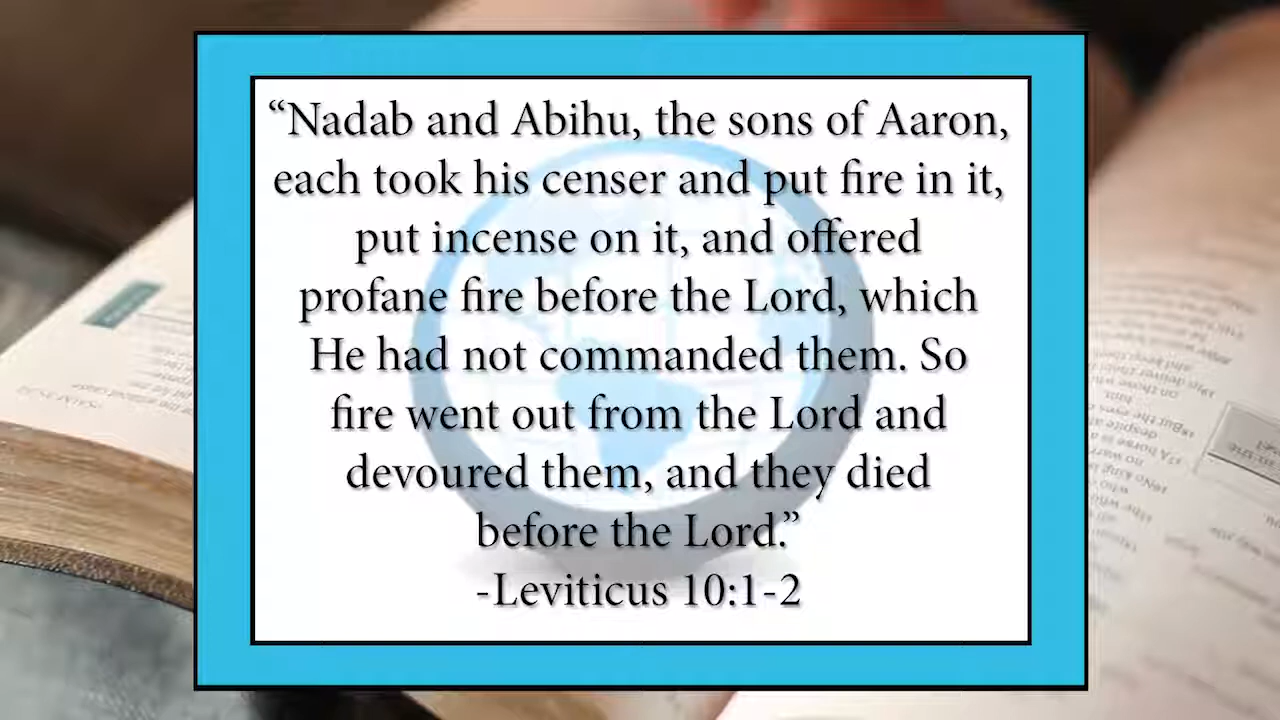 “Nadab and Abihu, the sons of Aaron,
each took his censer and put fire in it,
put incense on it, and offered
profane fire before the Lord, which
He had not commanded them. So
fire went out from the Lord and
devoured them, and they died
before the Lord.”
-Leviticus 10:1-2